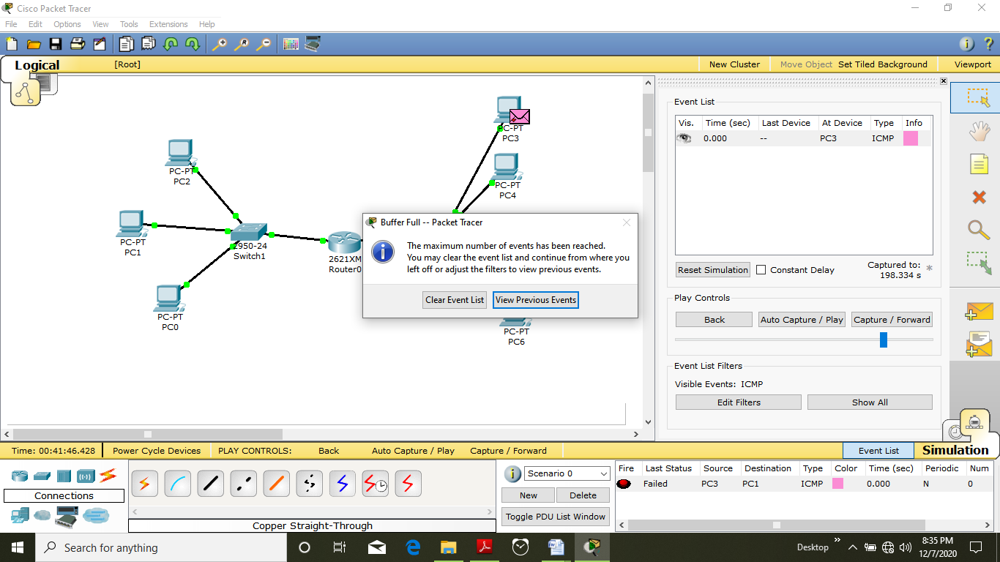 Cisco Packet Tracer
File Edit Options View Tools Extensions Help
Logical
[Root]
New Cluster
Move Object
Set Tiled Background
Viewport
PC-PT
PC3
PC-PT
PC4
PC-PT
PC2
PC-PT
PC1
2950-24
Switch1
2621XM
Router0
PC-PT
PC0
PC-PT
PC6
Buffer Full -- Packet Tracer
The maximum number of events has been reached.
You may clear the event list and continue from where you
left off or adjust the filters to view previous events.
Clear Event List
View Previous Events
Event List
Vis. Time (sec) Last Device At Device Type Info
0.000 -- PC3 ICMP
Reset Simulation
Constant Delay
Captured to:
198.334 s
*
Play Controls
Back
Auto Capture / Play
Capture / Forward
Event List Filters
Visible Events: ICMP
Edit Filters
Show All
Time: 00:41:46.428
Power Cycle Devices
PLAY CONTROLS:
Back
Auto Capture / Play
Capture / Forward
Event List
Simulation
Connections
Copper Straight-Through
Scenario 0
New
Delete
Toggle PDU List Window
Fire Last Status Source Destination Type Color Time (sec) Periodic Num
Failed PC3 PC1 ICMP 0.000 N 0
Search for anything
Desktop
8:35 PM
12/7/2020